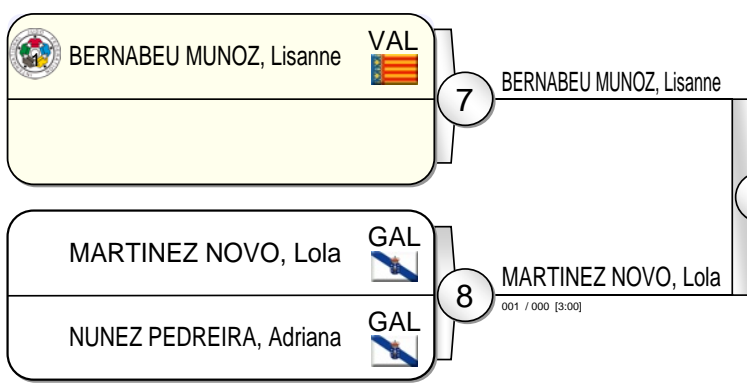 BERNABEU MUNOZ, Lisanne VAL
1
7
BERNABEU MUNOZ, Lisanne
MARTINEZ NOVO, Lola GAL
8
MARTINEZ NOVO, Lola
001 / 000 [3:00]
NUNEZ PEDREIRA, Adriana GAL